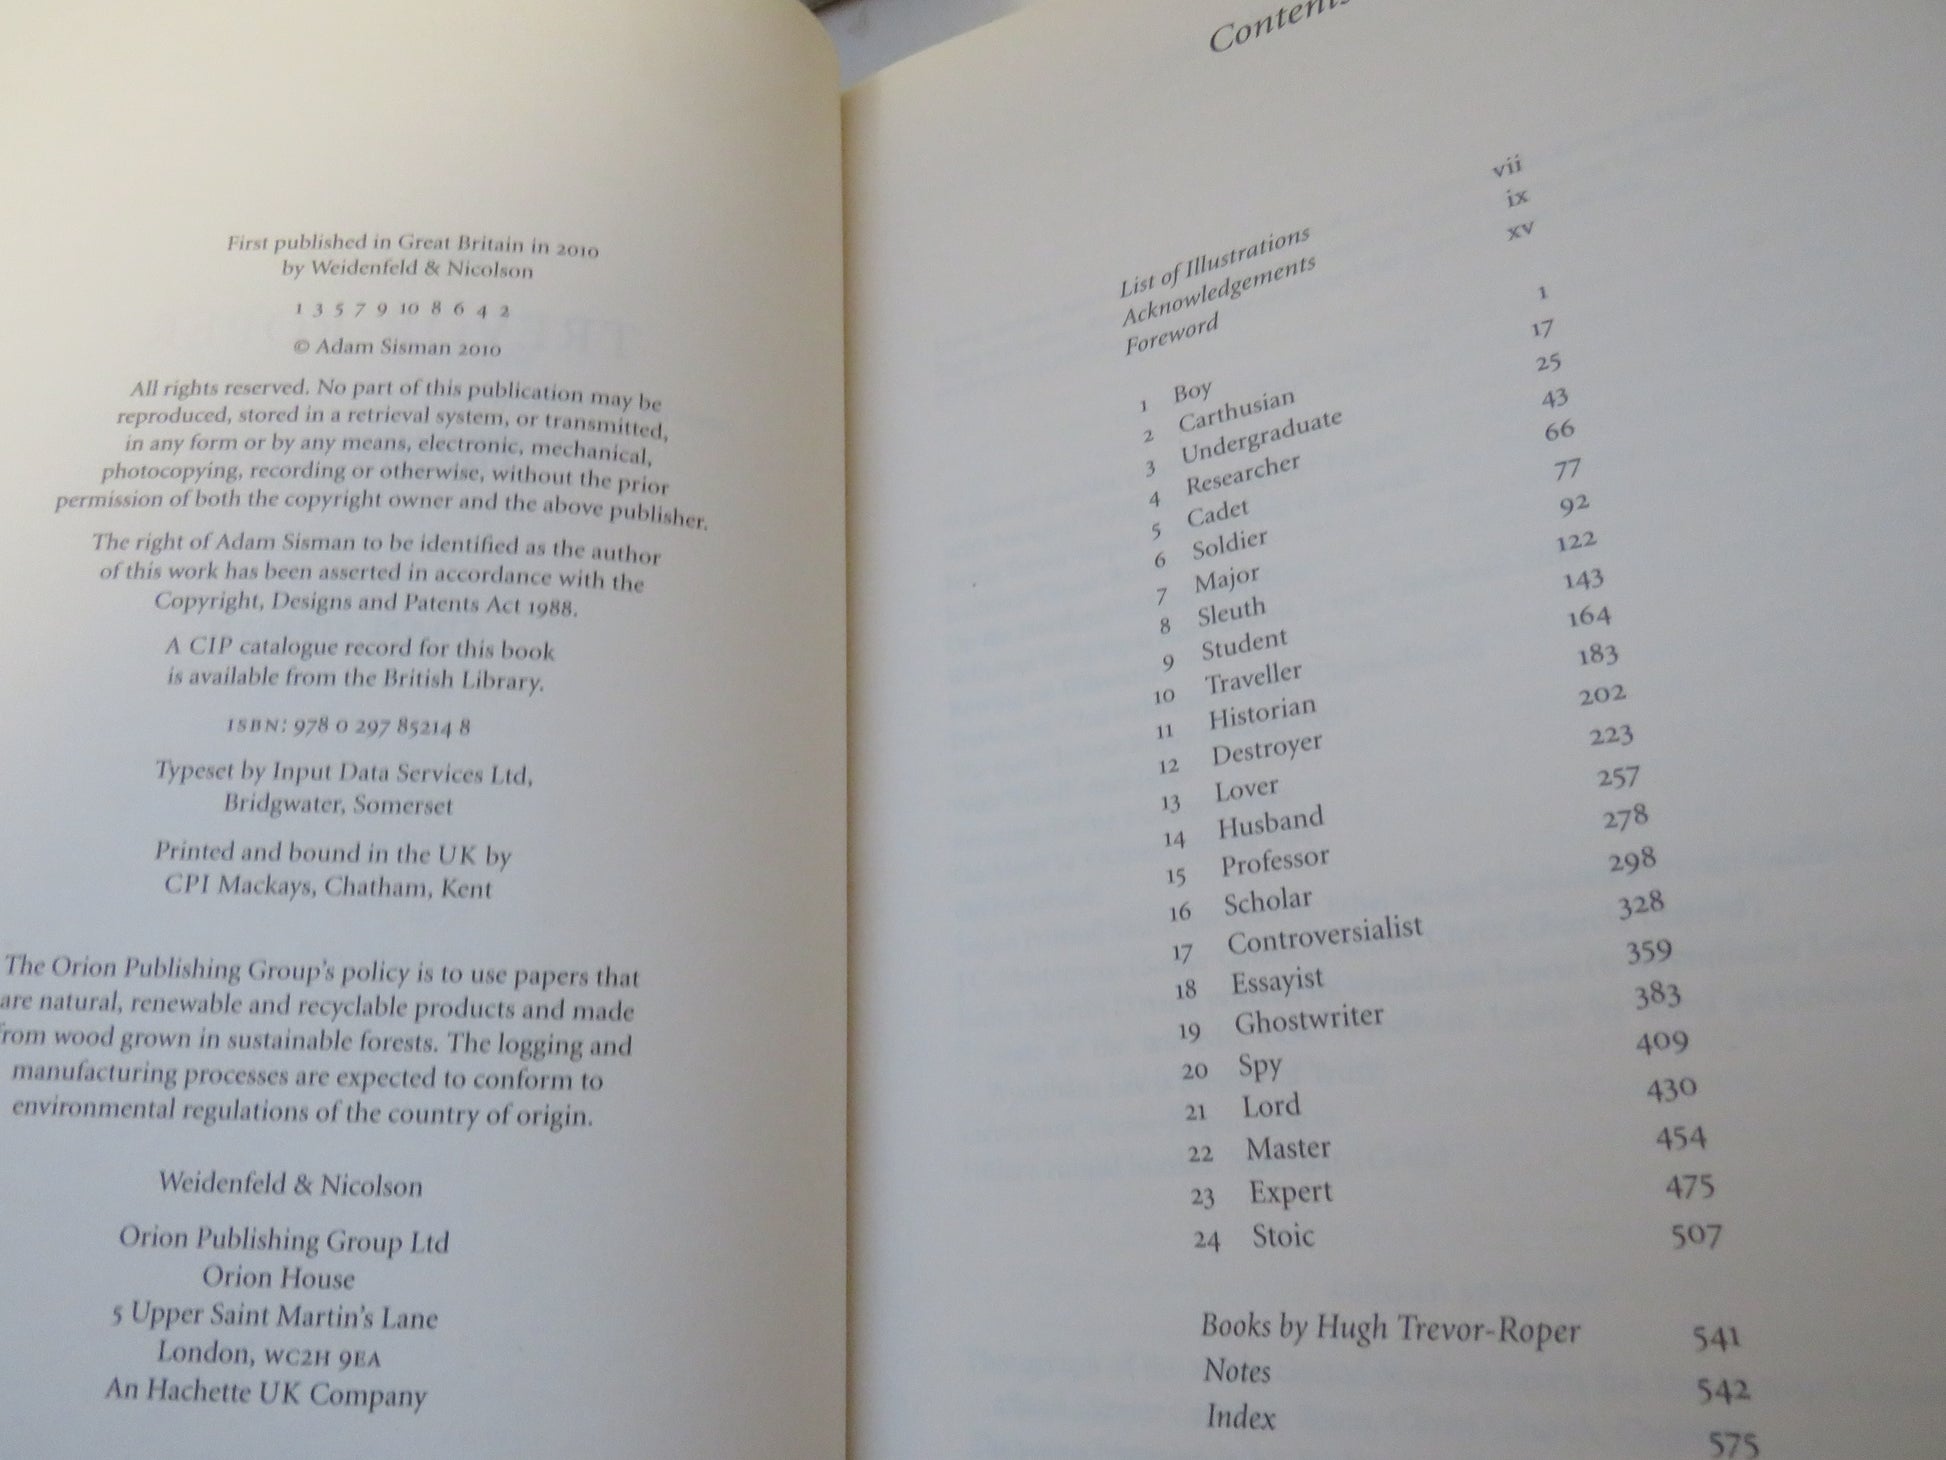 First published in Great Britain in 2010
by Weidenfeld & Nicolson
1 3 5 7 9 10 8 6 4 2
© Adam Sisman 2010
All rights reserved. No part of this publication may be
reproduced, stored in a retrieval system, or transmitted,
in any form or by any means, electronic, mechanical,
photocopying, recording or otherwise, without the prior
permission of both the copyright owner and the above publisher.
The right of Adam Sisman to be identified as the author
of this work has been asserted in accordance with the
Copyright, Designs and Patents Act 1988.
A CIP catalogue record for this book
is available from the British Library.
ISBN: 978 0 297 85214 8
Typeset by Input Data Services Ltd,
Bridgwater, Somerset
Printed and bound in the UK by
CPI Mackays, Chatham, Kent
The Orion Publishing Group's policy is to use papers that
are natural, renewable and recyclable products and made
from wood grown in sustainable forests. The logging and
manufacturing processes are expected to conform to
environmental regulations of the country of origin.
Weidenfeld & Nicolson
Orion Publishing Group Ltd
Orion House
5 Upper Saint Martin's Lane
London, WC2H 9EA
An Hachette UK Company
Contents
List of Illustrations vii
Acknowledgements ix
Foreword xv
1 Boy 1
2 Carthusian 17
3 Undergraduate 25
4 Researcher 43
5 Cadet 66
6 Soldier 77
7 Major 92
8 Sleuth 122
9 Student 143
10 Traveller 164
11 Historian 183
12 Destroyer 202
13 Lover 223
14 Husband 257
15 Professor 278
16 Scholar 298
17 Controversialist 328
18 Essayist 359
19 Ghostwriter 383
20 Spy 409
21 Lord 430
22 Master 454
23 Expert 475
24 Stoic 507
Books by Hugh Trevor-Roper 541
Notes 542
Index 575